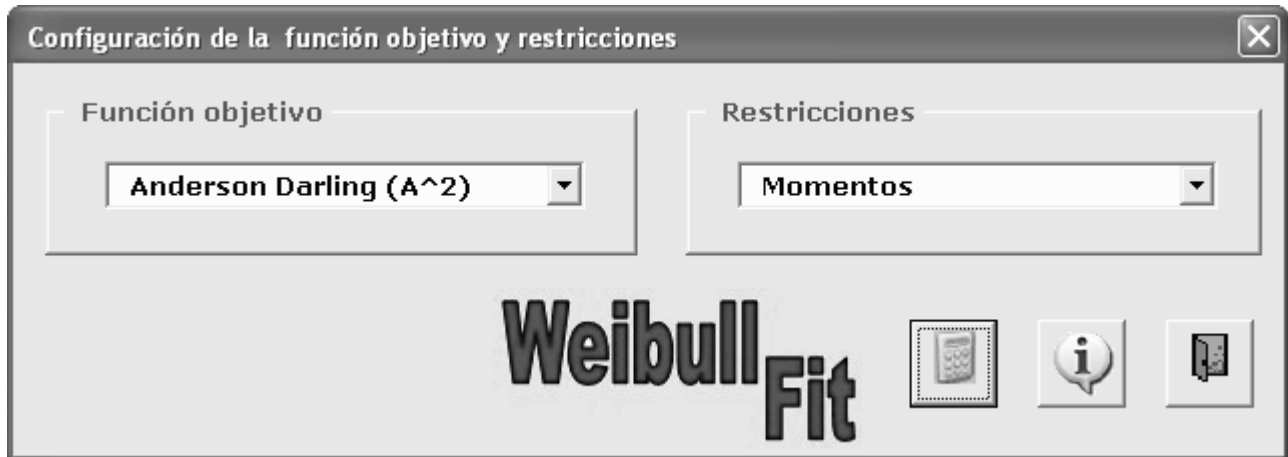 Configuración de la función objetivo y restricciones
Función objetivo
Restricciones
Anderson Darling (A^2)
Momentos
Weibull
Fit